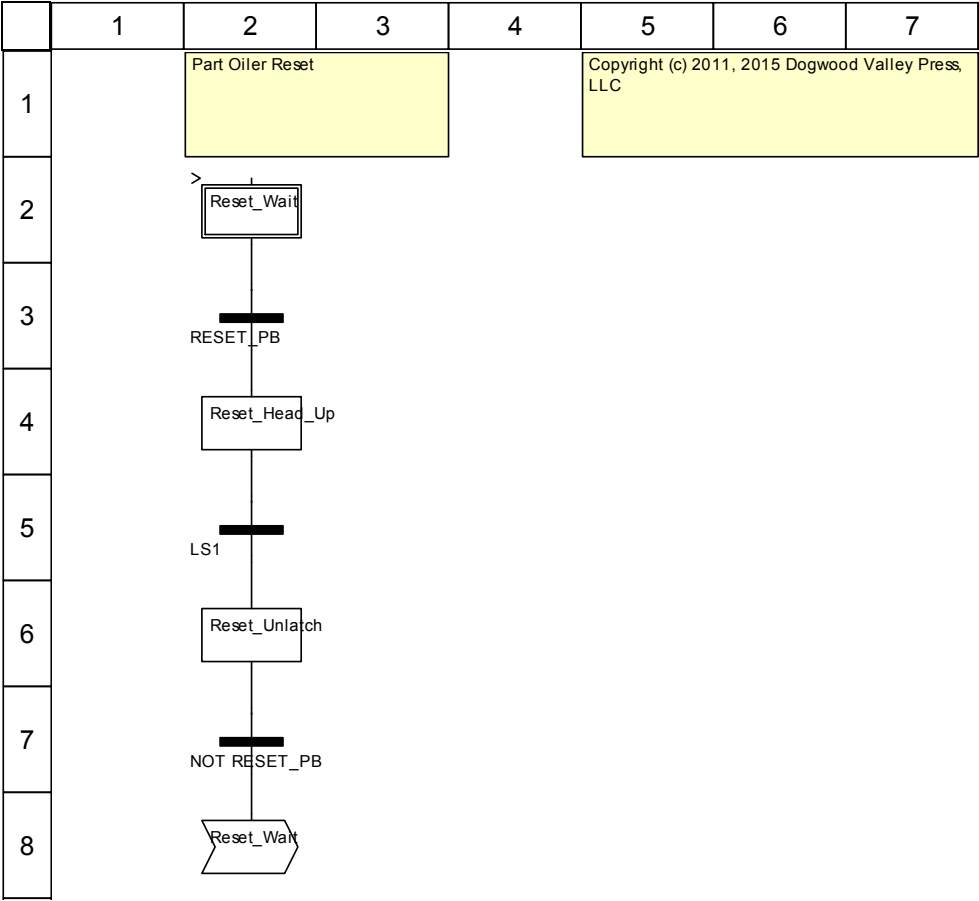 1 2 3 4 5 6 7
1
Part Oiler Reset
Copyright (c) 2011, 2015 Dogwood Valley Press,
LLC
2
>
Reset_Wait
3
RESET_PB
4
Reset_Head_Up
5
LS1
6
Reset_Unlatch
7
NOT RESET_PB
8
Reset_Wait